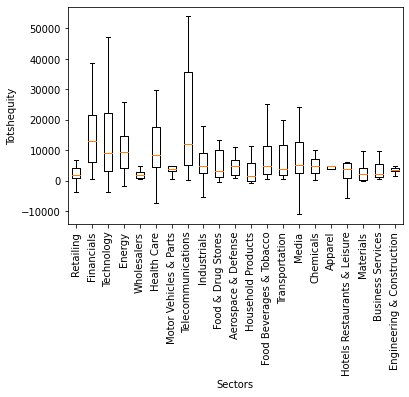 50000
40000
30000
20000
10000
0
−10000
Totshequity
Retailing
Financials
Technology
Energy
Wholesalers
Health Care
Motor Vehicles & Parts
Telecommunications
Industrials
Food & Drug Stores
Aerospace & Defense
Household Products
Food Beverages & Tobacco
Transportation
Media
Chemicals
Apparel
Hotels Restaurants & Leisure
Materials
Business Services
Engineering & Construction
Sectors